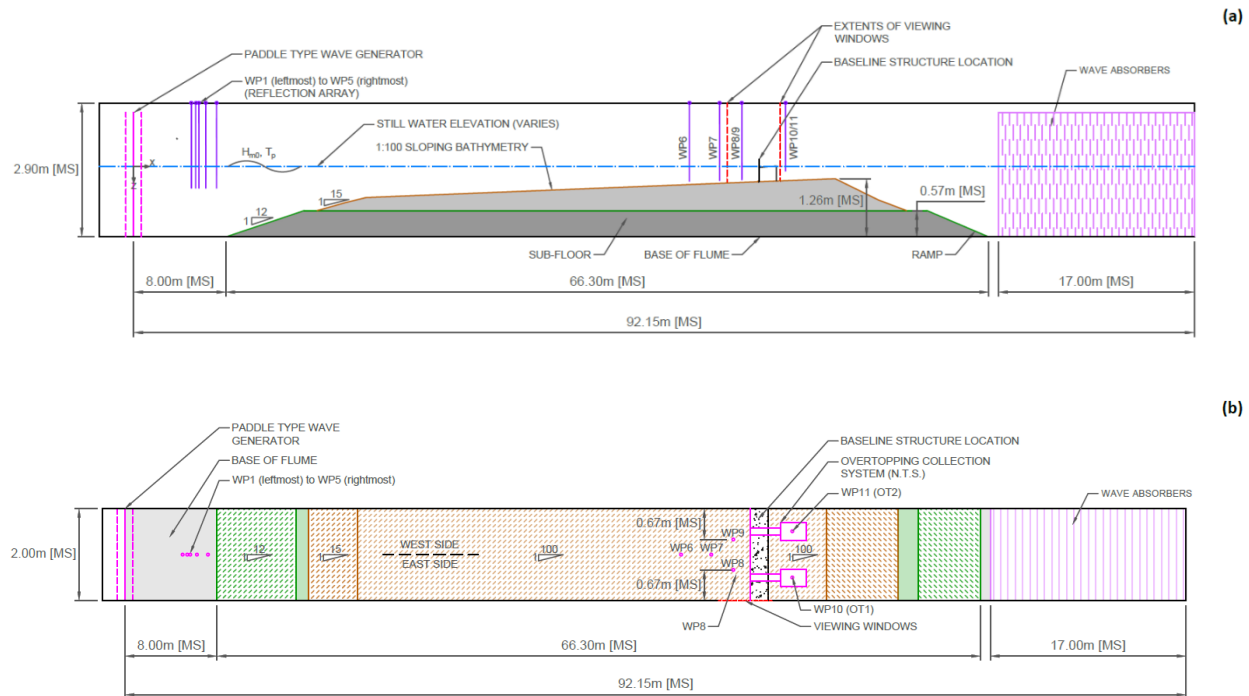 (a)
EXTENTS OF VIEWING
WINDOWS
PADDLE TYPE WAVE GENERATOR
BASELINE STRUCTURE LOCATION
WP1 (leftmost) to WP5 (rightmost)
(REFLECTION ARRAY)
WAVE ABSORBERS
STILL WATER ELEVATION (VARIES)
1:100 SLOPING BATHYMETRY
Hm0, Tp
WP6
WP7
WP8/9
WP10/11
X
Z
2.90m [MS]
15
1
12
1
1.26m [MS]
0.57m [MS]
SUB-FLOOR
BASE OF FLUME
RAMP
8.00m [MS]
66.30m [MS]
17.00m [MS]
92.15m [MS]
(b)
PADDLE TYPE WAVE
GENERATOR
BASE OF FLUME
WP1 (leftmost) to WP5 (rightmost)
BASELINE STRUCTURE LOCATION
OVERTOPPING COLLECTION
SYSTEM (N.T.S.)
WP11 (OT2)
WAVE ABSORBERS
2.00m [MS]
0.67m [MS]
WP9
12
1
15
1
WEST SIDE
EAST SIDE
100
1
WP6
WP7
100
1
WP8
0.67m [MS]
WP10 (OT1)
WP8
VIEWING WINDOWS
8.00m [MS]
66.30m [MS]
17.00m [MS]
92.15m [MS]